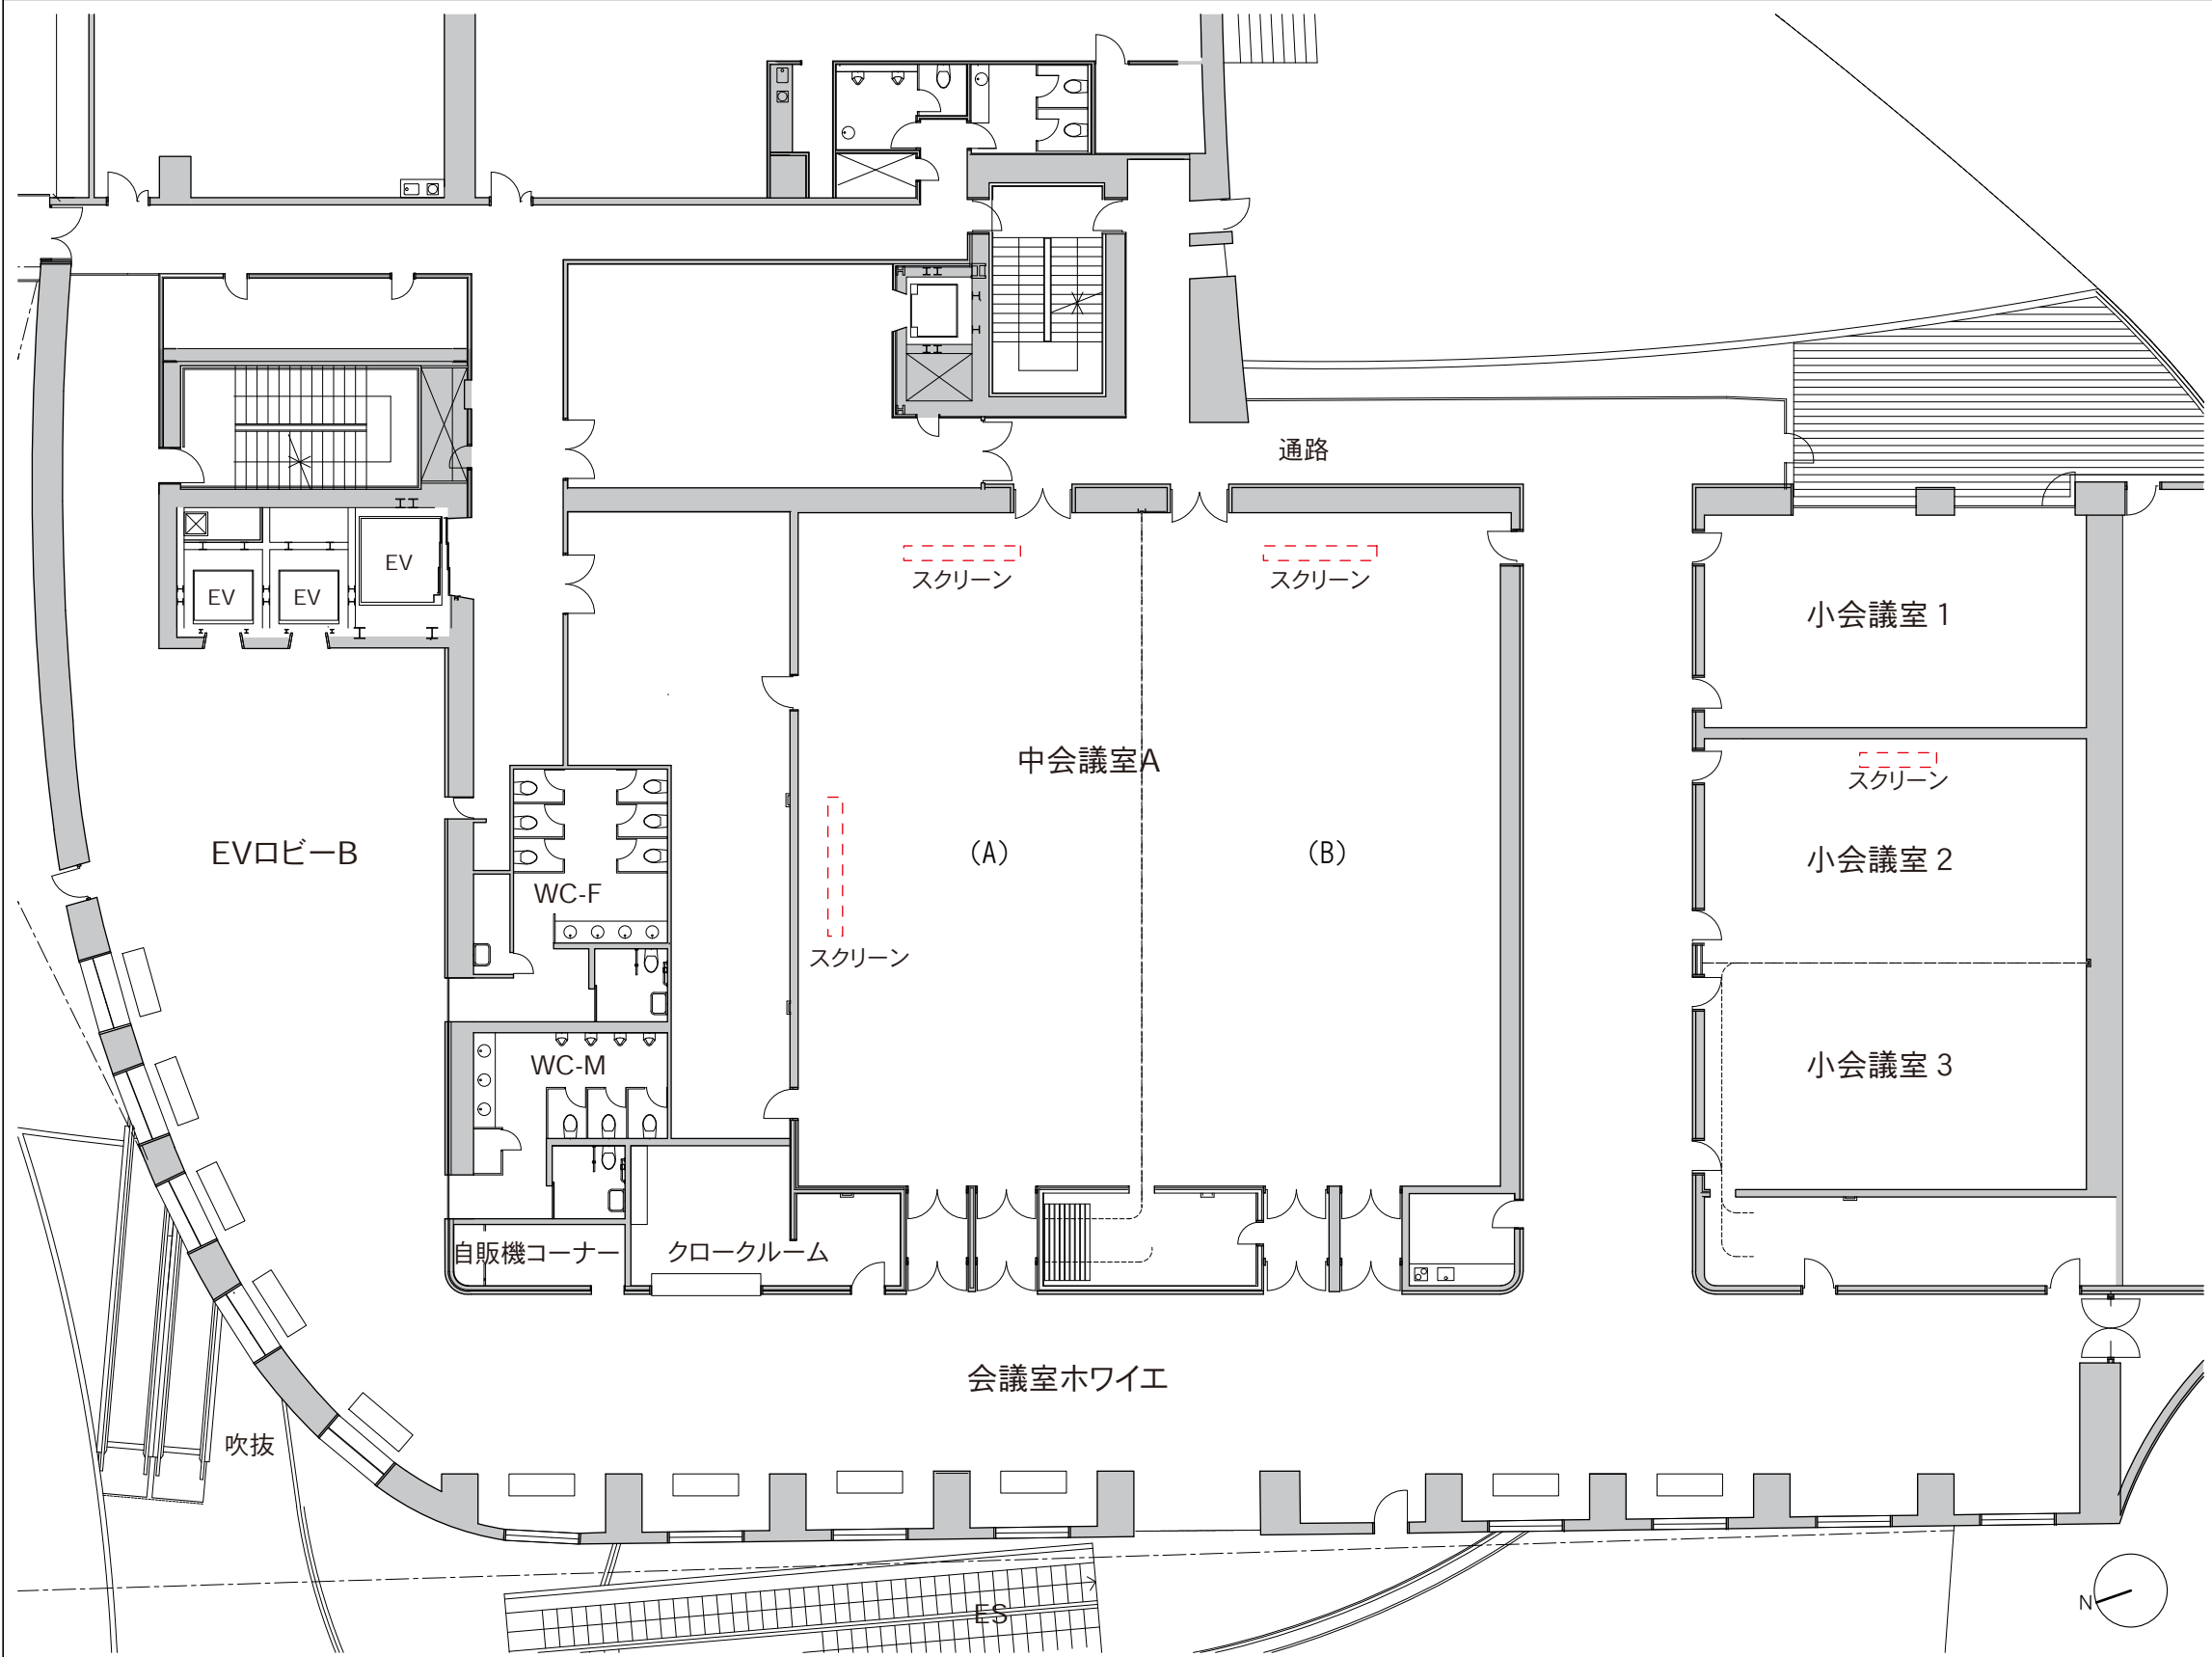 通路
EV
EV
EV
スクリーン
スクリーン
小会議室 1
中会議室A
スクリーン
EVロビーB
(A)
(B)
小会議室 2
WC-F
スクリーン
WC-M
小会議室 3
自販機コーナー
クロークルーム
会議室ホワイエ
吹抜
ES
N